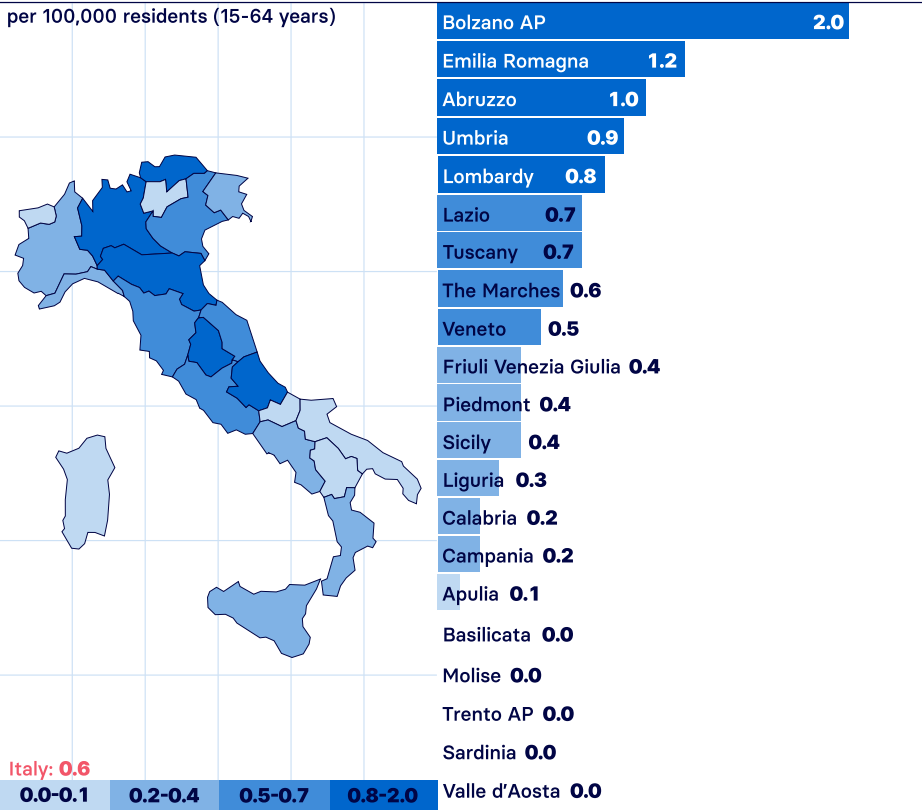 per 100,000 residents (15-64 years)
Bolzano AP 2.0
Emilia Romagna 1.2
Abruzzo 1.0
Umbria 0.9
Lombardy 0.8
Lazio 0.7
Tuscany 0.7
The Marches 0.6
Veneto 0.5
Friuli Venezia Giulia 0.4
Piedmont 0.4
Sicily 0.4
Liguria 0.3
Calabria 0.2
Campania 0.2
Apulia 0.1
Basilicata 0.0
Molise 0.0
Trento AP 0.0
Sardinia 0.0
Valle d’Aosta 0.0
Italy: 0.6
0.0-0.1 0.2-0.4 0.5-0.7 0.8-2.0